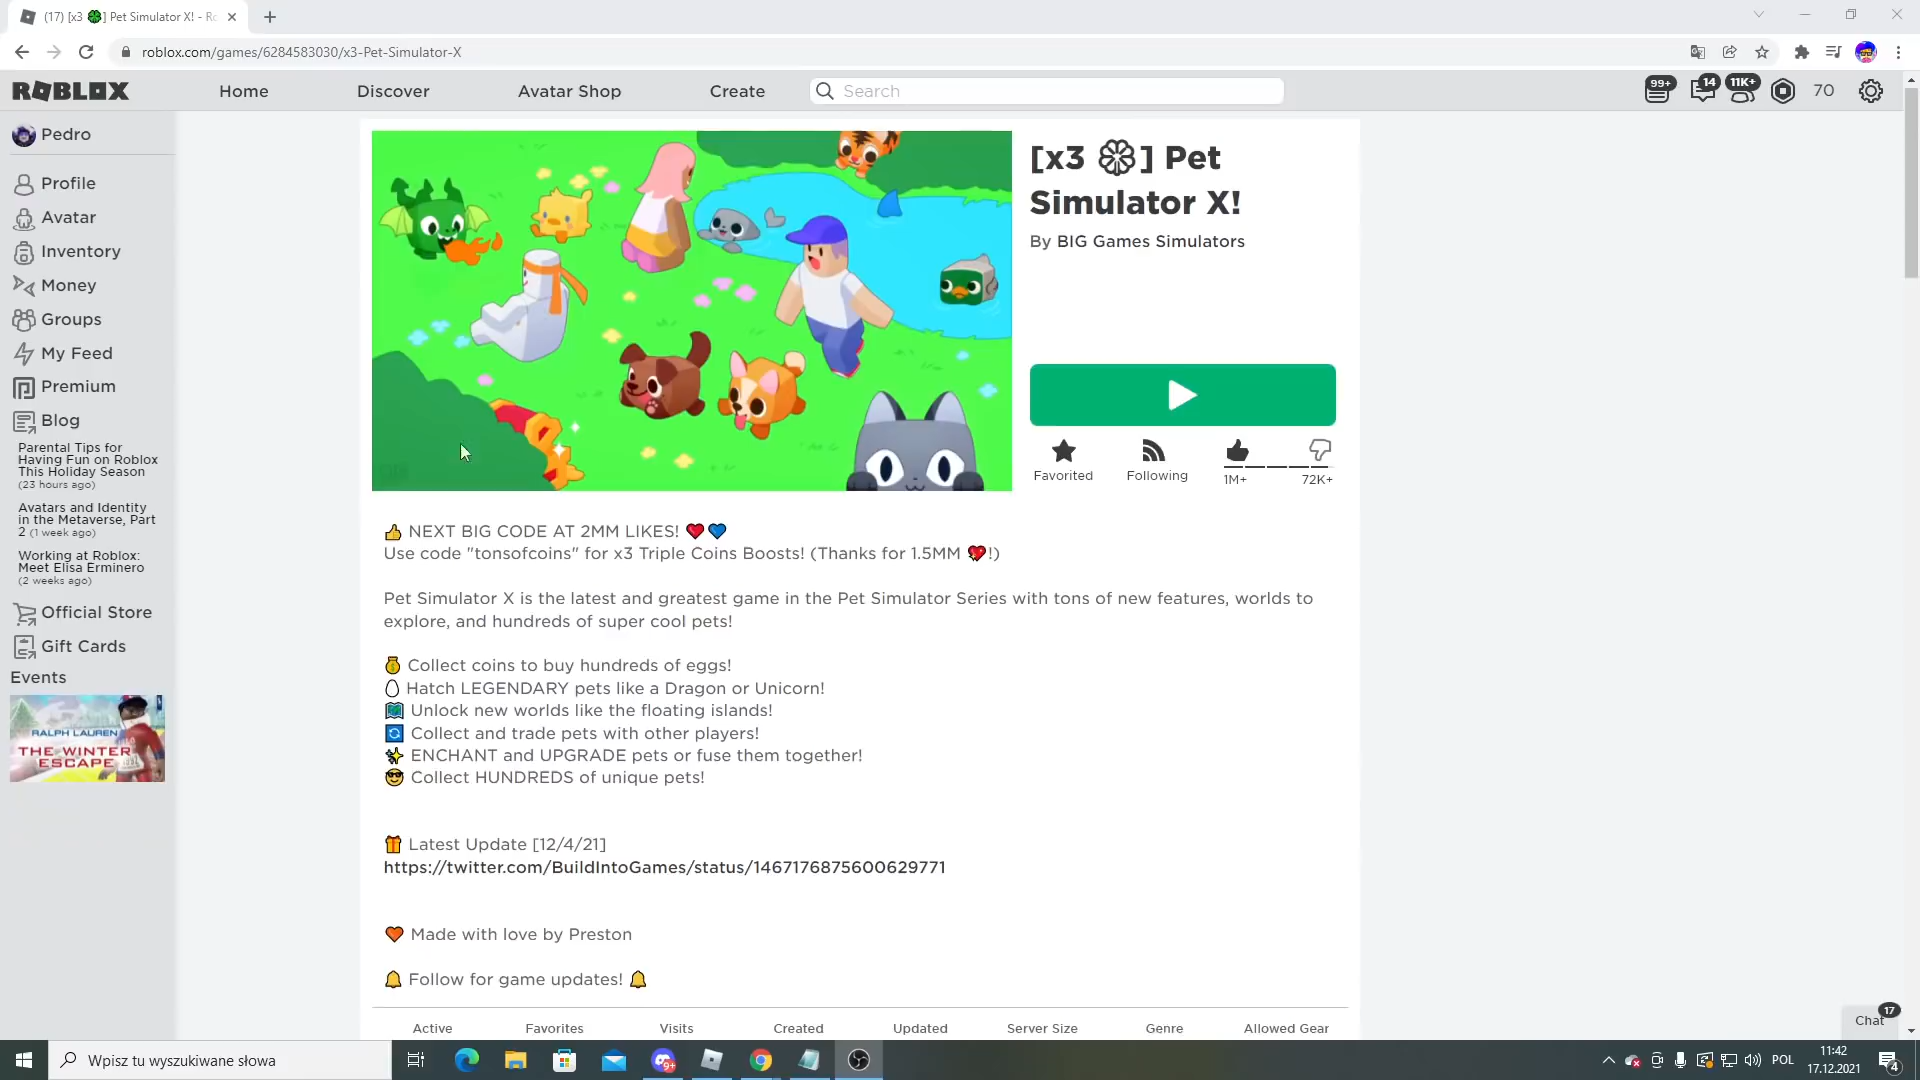 (17) [x3 🍀] Pet Simulator X! - Ro
roblox.com/games/6284583030/x3-Pet-Simulator-X
ROBLOX
Home
Discover
Avatar Shop
Create
Search
99+
14
11K+
70
Pedro
Profile
Avatar
Inventory
Money
Groups
My Feed
Premium
Blog
Parental Tips for
Having Fun on Roblox
This Holiday Season
(23 hours ago)
Avatars and Identity
in the Metaverse, Part
2 (1 week ago)
Working at Roblox:
Meet Elisa Erminero
(2 weeks ago)
Official Store
Gift Cards
Events
RALPH LAUREN
THE WINTER
ESCAPE
[x3 🍀] Pet
Simulator X!
By BIG Games Simulators
Favorited
Following
1M+
72K+
👍 NEXT BIG CODE AT 2MM LIKES! ❤️💙
Use code "tonsofcoins" for x3 Triple Coins Boosts! (Thanks for 1.5MM 💖!)
Pet Simulator X is the latest and greatest game in the Pet Simulator Series with tons of new features, worlds to
explore, and hundreds of super cool pets!
💰 Collect coins to buy hundreds of eggs!
🥚 Hatch LEGENDARY pets like a Dragon or Unicorn!
🗺️ Unlock new worlds like the floating islands!
🔄 Collect and trade pets with other players!
✨ ENCHANT and UPGRADE pets or fuse them together!
😎 Collect HUNDREDS of unique pets!
🎁 Latest Update [12/4/21]
https://twitter.com/BuildIntoGames/status/1467176875600629771
🧡 Made with love by Preston
🔔 Follow for game updates! 🔔
Active
Favorites
Visits
Created
Updated
Server Size
Genre
Allowed Gear
Chat
17
Wpisz tu wyszukiwane słowa
9+
POL
11:42
17.12.2021
4